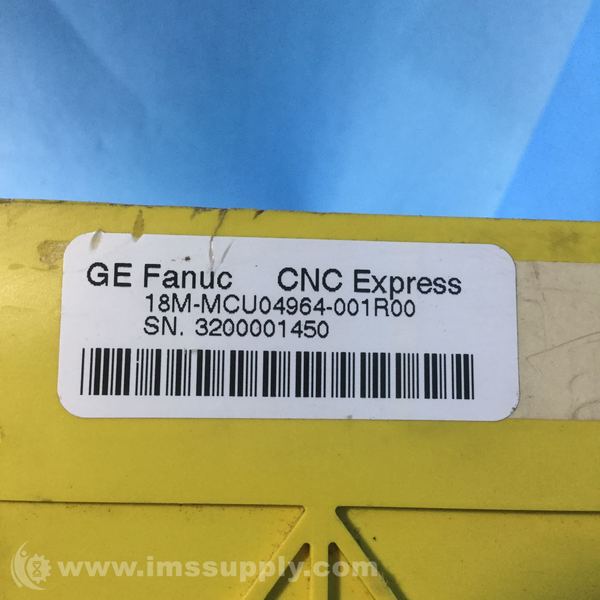 GE Fanuc CNC Express
18M-MCU04964-001R00
SN. 3200001450
www.imssupply.com